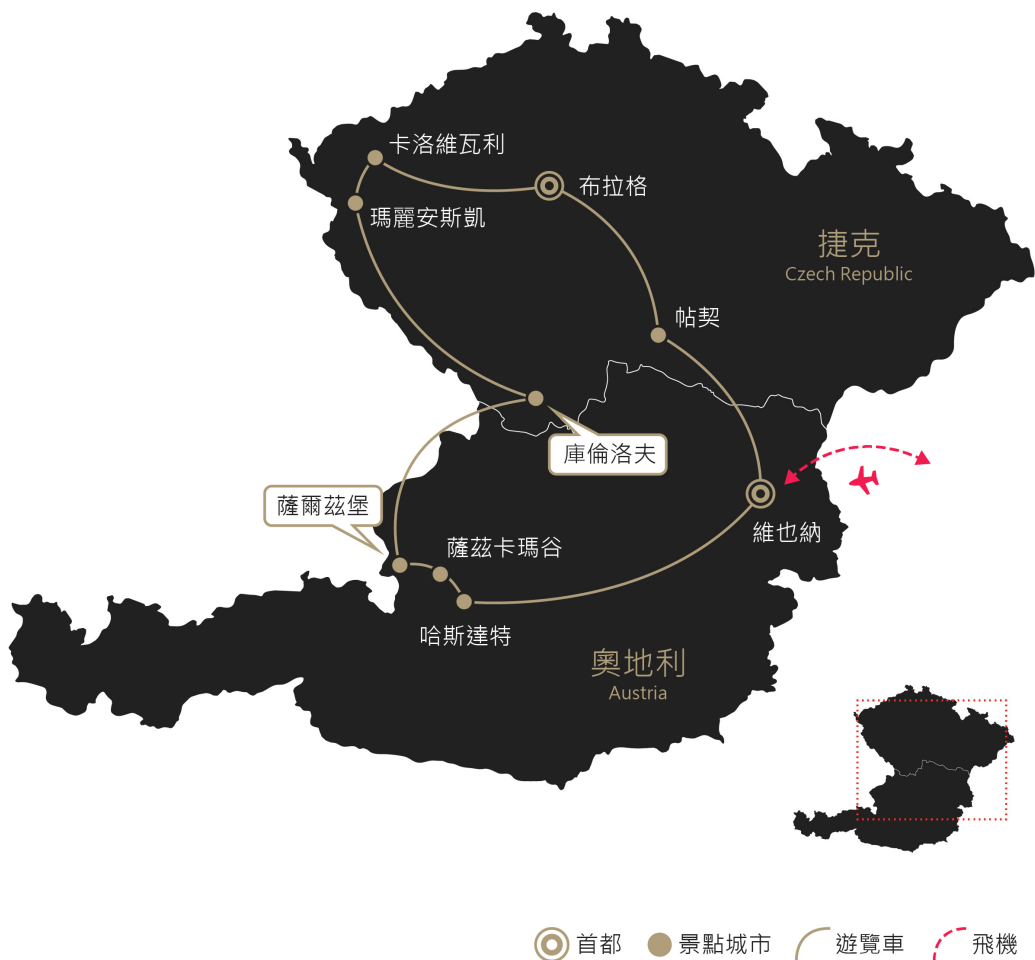 卡洛維瓦利
布拉格
瑪麗安斯凱
捷克
Czech Republic
帖契
庫倫洛夫
薩爾茲堡
維也納
薩茲卡瑪谷
哈斯達特
奧地利
Austria
首都
景點城市
遊覽車
飛機